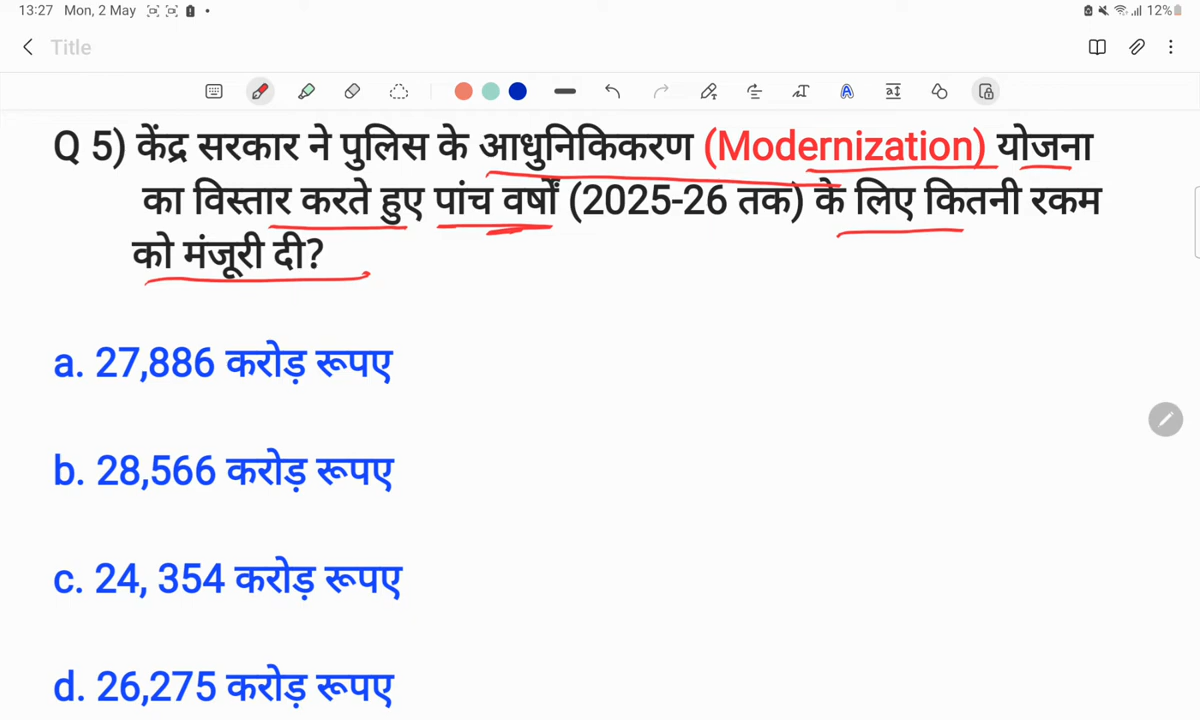 13:27 Mon, 2 May 12%
Title
Q 5) केंद्र सरकार ने पुलिस के आधुनिकिकरण (Modernization) योजना
का विस्तार करते हुए पांच वर्षों (2025-26 तक) के लिए कितनी रकम
को मंजूरी दी?
a. 27,886 करोड़ रूपए
b. 28,566 करोड़ रूपए
c. 24, 354 करोड़ रूपए
d. 26,275 करोड़ रूपए